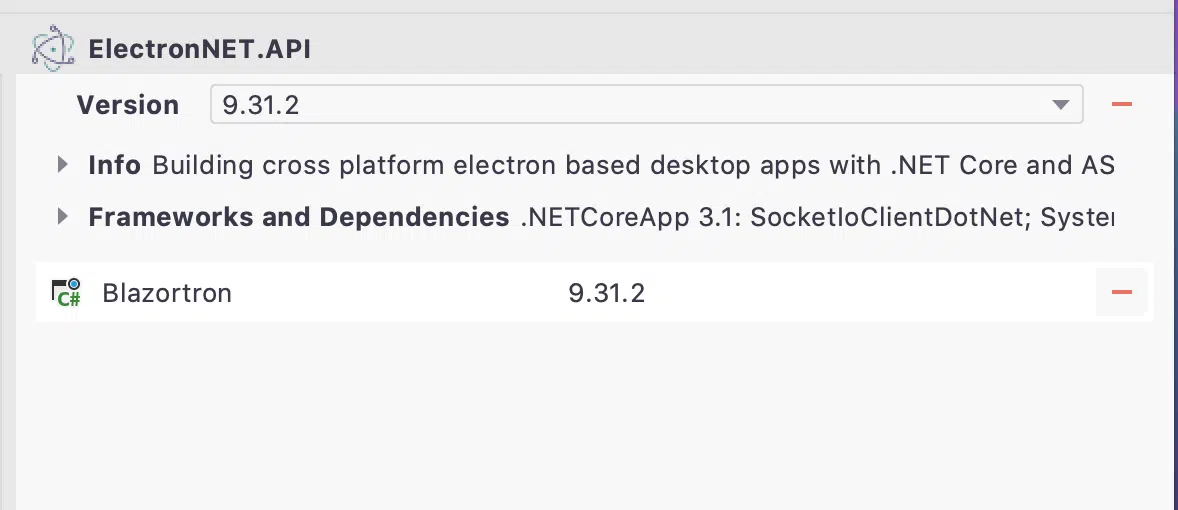 ElectronNET.API
Version 9.31.2
Info Building cross platform electron based desktop apps with .NET Core and AS
Frameworks and Dependencies .NETCoreApp 3.1: SocketIoClientDotNet; System
C# Blazortron 9.31.2